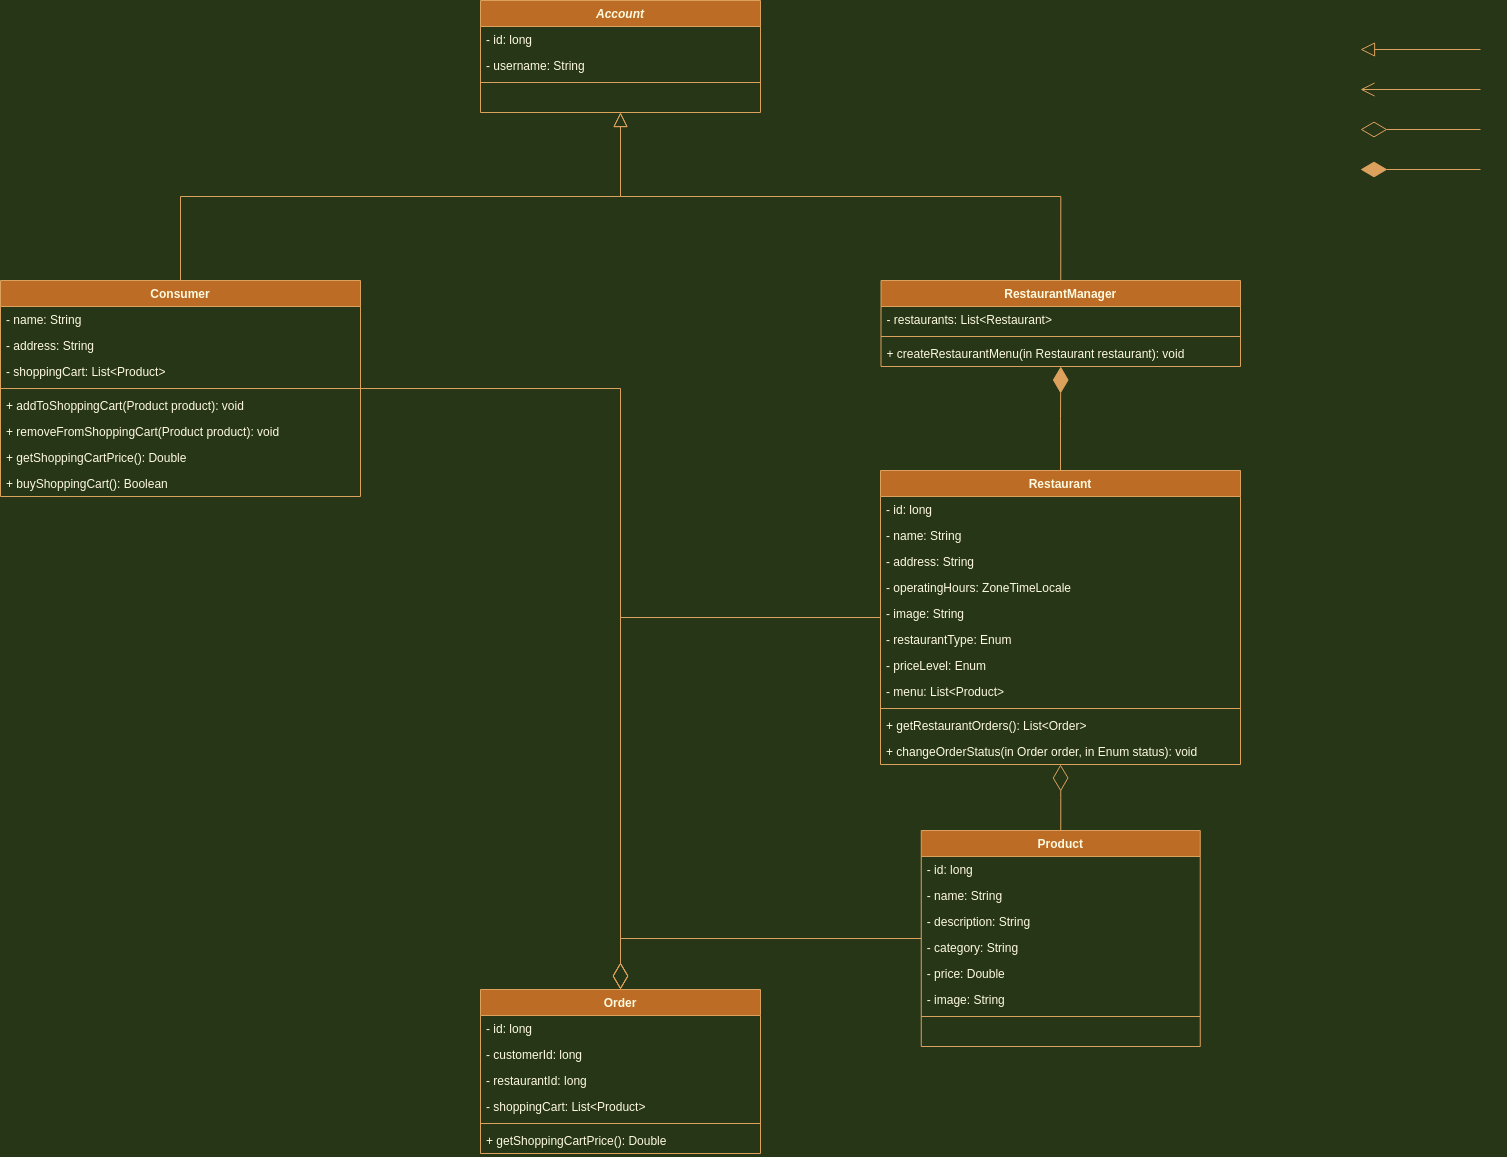 Account
- id: long
- username: String
Consumer
- name: String
- address: String
- shoppingCart: List<Product>
+ addToShoppingCart(Product product): void
+ removeFromShoppingCart(Product product): void
+ getShoppingCartPrice(): Double
+ buyShoppingCart(): Boolean
RestaurantManager
- restaurants: List<Restaurant>
+ createRestaurantMenu(in Restaurant restaurant): void
Restaurant
- id: long
- name: String
- address: String
- operatingHours: ZoneTimeLocale
- image: String
- restaurantType: Enum
- priceLevel: Enum
- menu: List<Product>
+ getRestaurantOrders(): List<Order>
+ changeOrderStatus(in Order order, in Enum status): void
Product
- id: long
- name: String
- description: String
- category: String
- price: Double
- image: String
Order
- id: long
- customerId: long
- restaurantId: long
- shoppingCart: List<Product>
+ getShoppingCartPrice(): Double